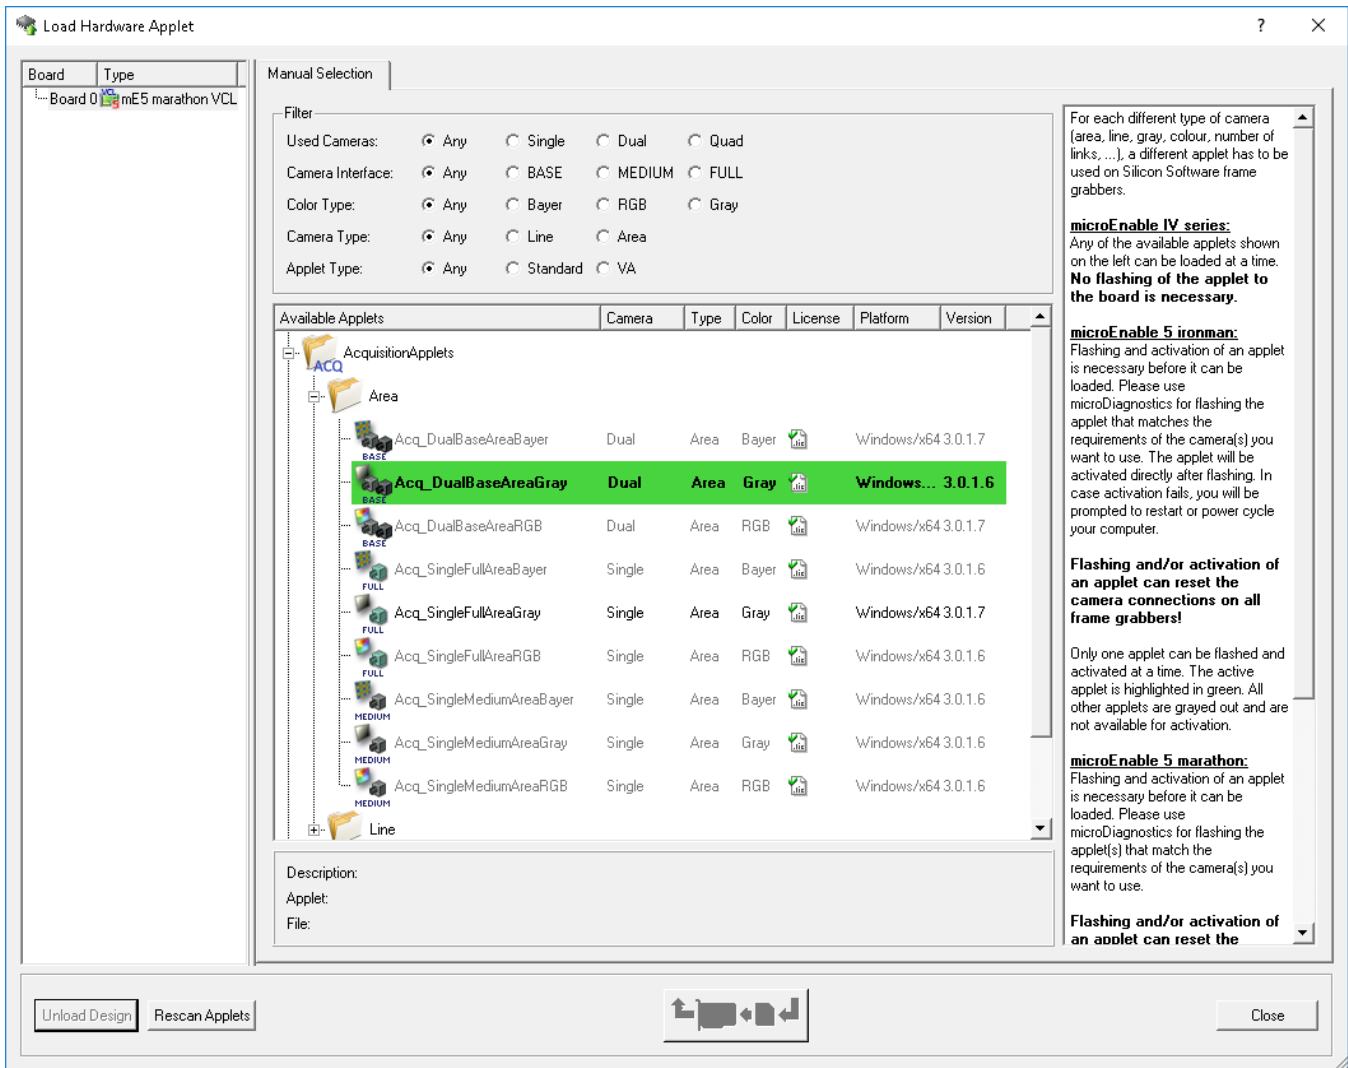 Load Hardware Applet
? ×
Board Type
Board 0 mE5 marathon VCL
Manual Selection
Filter
Used Cameras: Any Single Dual Quad
Camera Interface: Any BASE MEDIUM FULL
Color Type: Any Bayer RGB Gray
Camera Type: Any Line Area
Applet Type: Any Standard VA
Available Applets Camera Type Color License Platform Version
ACQ AcquisitionApplets
Area
BASE Acq_DualBaseAreaBayer Dual Area Bayer Windows/x64 3.0.1.7
BASE Acq_DualBaseAreaGray Dual Area Gray Windows... 3.0.1.6
BASE Acq_DualBaseAreaRGB Dual Area RGB Windows/x64 3.0.1.7
FULL Acq_SingleFullAreaBayer Single Area Bayer Windows/x64 3.0.1.6
FULL Acq_SingleFullAreaGray Single Area Gray Windows/x64 3.0.1.7
FULL Acq_SingleFullAreaRGB Single Area RGB Windows/x64 3.0.1.6
MEDIUM Acq_SingleMediumAreaBayer Single Area Bayer Windows/x64 3.0.1.6
MEDIUM Acq_SingleMediumAreaGray Single Area Gray Windows/x64 3.0.1.6
MEDIUM Acq_SingleMediumAreaRGB Single Area RGB Windows/x64 3.0.1.6
Line
Description:
Applet:
File:
For each different type of camera
(area, line, gray, colour, number of
links, ...), a different applet has to be
used on Silicon Software frame
grabbers.
microEnable IV series:
Any of the available applets shown
on the left can be loaded at a time.
No flashing of the applet to
the board is necessary.
microEnable 5 ironman:
Flashing and activation of an applet
is necessary before it can be
loaded. Please use
microDiagnostics for flashing the
applet that matches the
requirements of the camera(s) you
want to use. The applet will be
activated directly after flashing. In
case activation fails, you will be
prompted to restart or power cycle
your computer.
Flashing and/or activation of
an applet can reset the
camera connections on all
frame grabbers!
Only one applet can be flashed and
activated at a time. The active
applet is highlighted in green. All
other applets are grayed out and are
not available for activation.
microEnable 5 marathon:
Flashing and activation of an applet
is necessary before it can be
loaded. Please use
microDiagnostics for flashing the
applet(s) that match the
requirements of the camera(s) you
want to use.
Flashing and/or activation of
an applet can reset the
Unload Design Rescan Applets Close